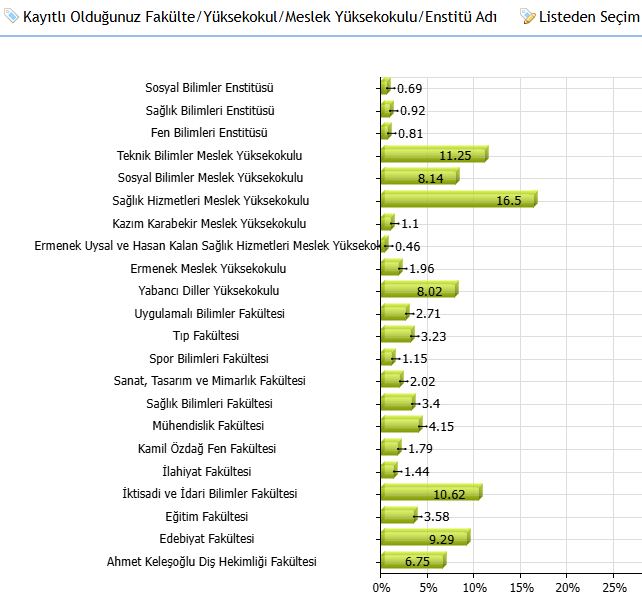 Kayıtlı Olduğunuz Fakülte/Yüksekokul/Meslek Yüksekokulu/Enstitü Adı Listeden Seçim
Sosyal Bilimler Enstitüsü 0.69
Sağlık Bilimleri Enstitüsü 0.92
Fen Bilimleri Enstitüsü 0.81
Teknik Bilimler Meslek Yüksekokulu 11.25
Sosyal Bilimler Meslek Yüksekokulu 8.14
Sağlık Hizmetleri Meslek Yüksekokulu 16.5
Kazım Karabekir Meslek Yüksekokulu 1.1
Ermenek Uysal ve Hasan Kalan Sağlık Hizmetleri Meslek Yüksekok 0.46
Ermenek Meslek Yüksekokulu 1.96
Yabancı Diller Yüksekokulu 8.02
Uygulamalı Bilimler Fakültesi 2.71
Tıp Fakültesi 3.23
Spor Bilimleri Fakültesi 1.15
Sanat, Tasarım ve Mimarlık Fakültesi 2.02
Sağlık Bilimleri Fakültesi 3.4
Mühendislik Fakültesi 4.15
Kamil Özdağ Fen Fakültesi 1.79
İlahiyat Fakültesi 1.44
İktisadi ve İdari Bilimler Fakültesi 10.62
Eğitim Fakültesi 3.58
Edebiyat Fakültesi 9.29
Ahmet Keleşoğlu Diş Hekimliği Fakültesi 6.75
0% 5% 10% 15% 20% 25%